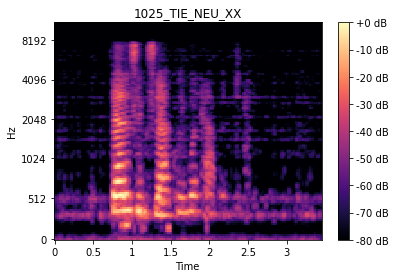 1025_TIE_NEU_XX
+0 dB
8192
-10 dB
4096
-20 dB
-30 dB
2048
Hz
-40 dB
1024
-50 dB
512
-60 dB
-70 dB
0
-80 dB
0 0.5 1 1.5 2 2.5 3
Time